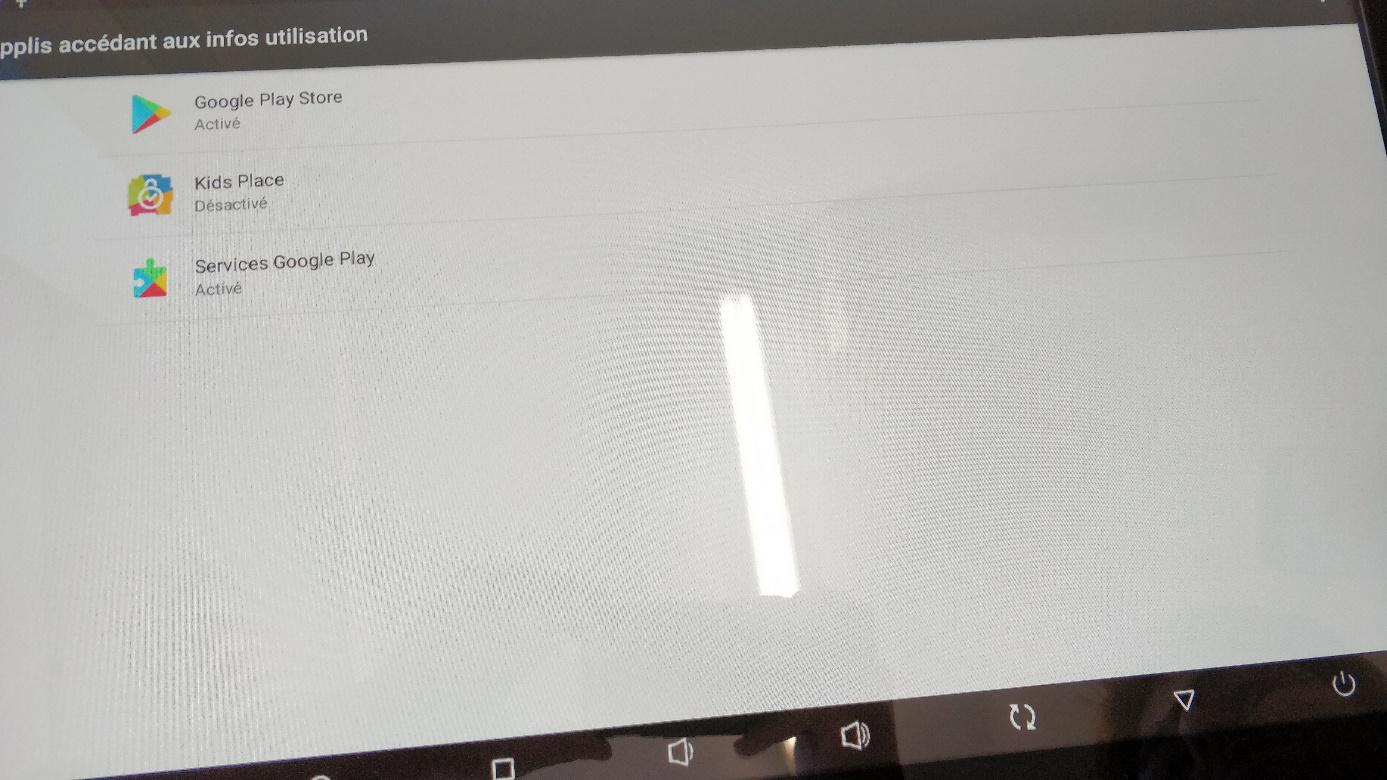 pplis accédant aux infos utilisation
Google Play Store
Activé
Kids Place
Désactivé
Services Google Play
Activé